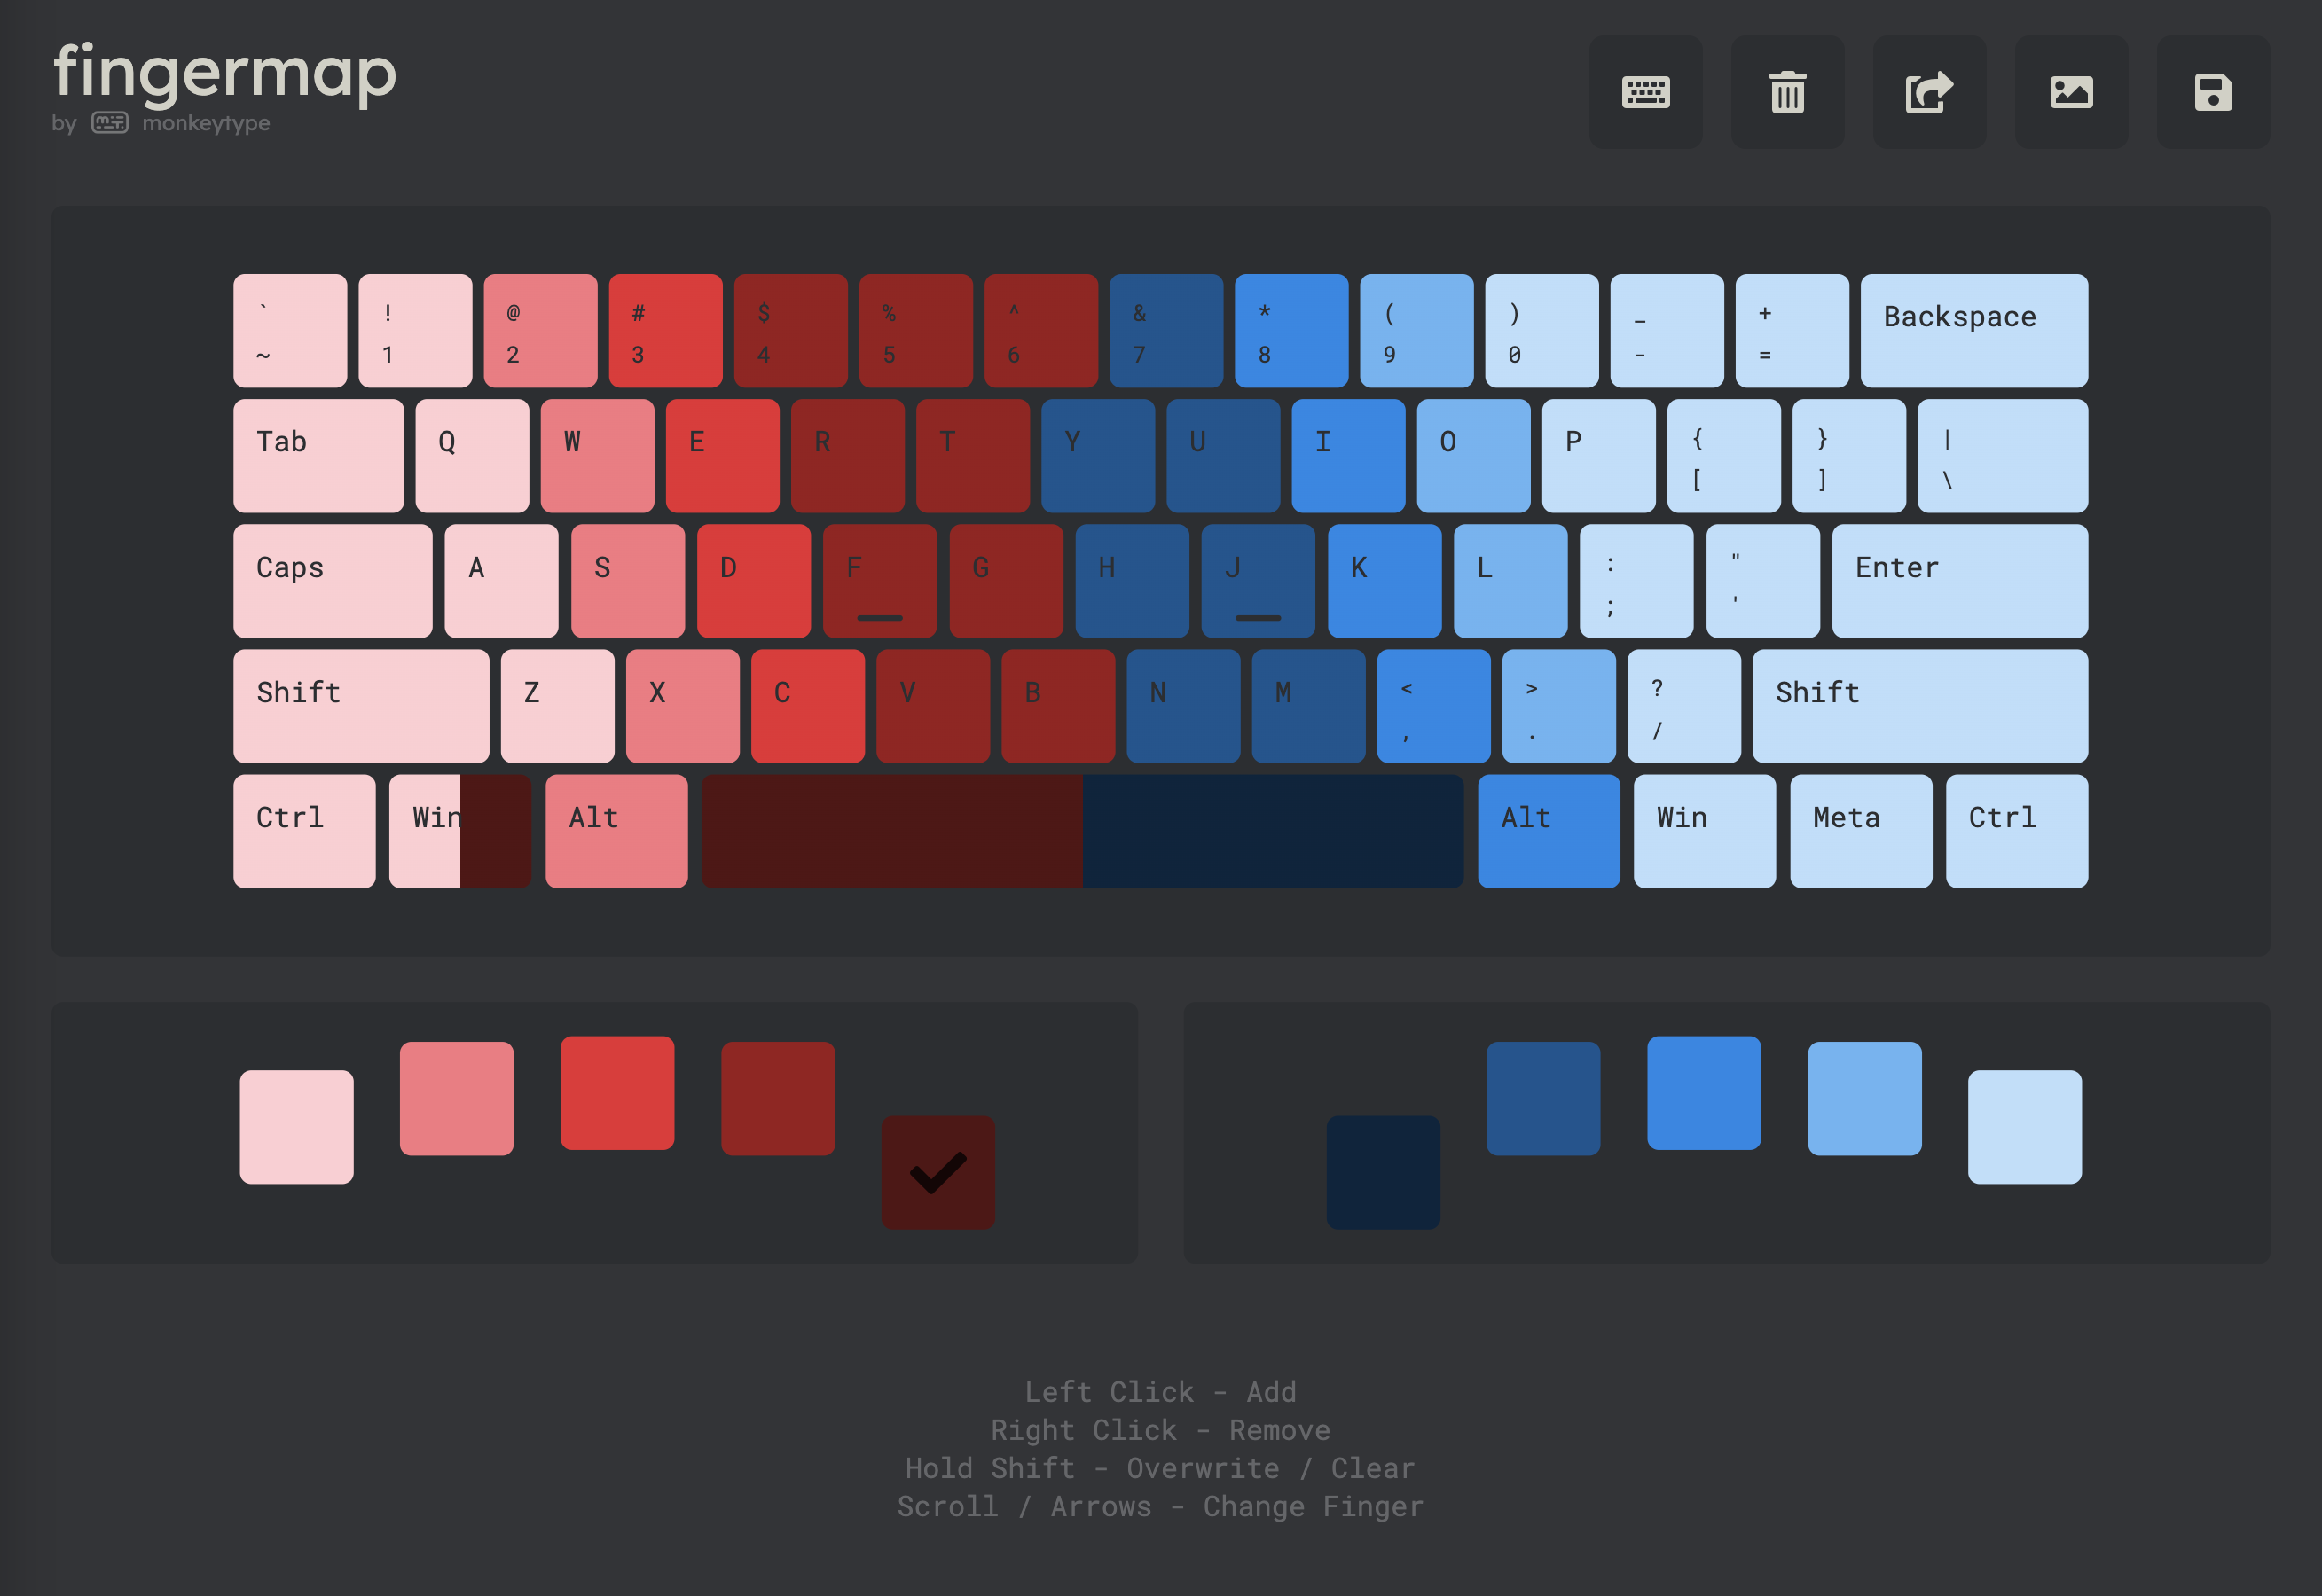 fingermap
by monkeytype
` ! @ # $ % ^ & * ( ) _ + Backspace
~ 1 2 3 4 5 6 7 8 9 0 - =
Tab Q W E R T Y U I O P { } |
[ ] \
Caps A S D F G H J K L : " Enter
; '
Shift Z X C V B N M < > ? Shift
, . /
Ctrl Win Alt Alt Win Meta Ctrl
Left Click - Add
Right Click - Remove
Hold Shift - Overwrite / Clear
Scroll / Arrows - Change Finger